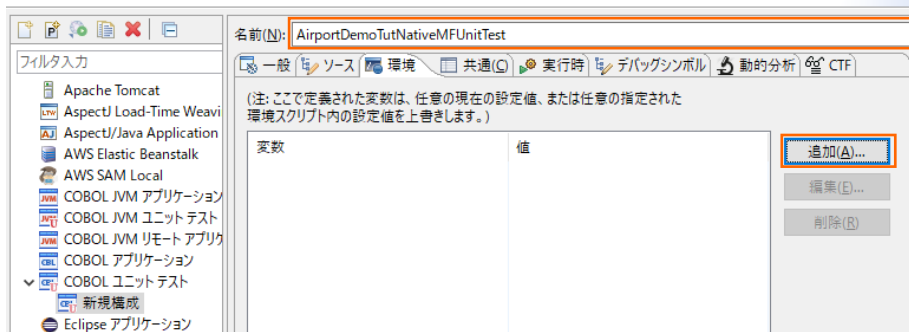 名前(N): AirportDemoTutNativeMFUnitTest
フィルタ入力
一般 ソース 環境 共通(C) 実行時 デバッグシンボル 動的分析 CTF
(注: ここで定義された変数は、任意の現在の設定値、または任意の指定された
環境スクリプト内の設定値を上書きします。)
変数 値
追加(A)...
編集(E)...
削除(R)
Apache Tomcat
AspectJ Load-Time Weavi
AspectJ/Java Application
AWS Elastic Beanstalk
AWS SAM Local
COBOL JVM アプリケーション
COBOL JVM ユニット テスト
COBOL JVM リモート アプリケ
COBOL アプリケーション
COBOL ユニット テスト
新規構成
Eclipse アプリケーション